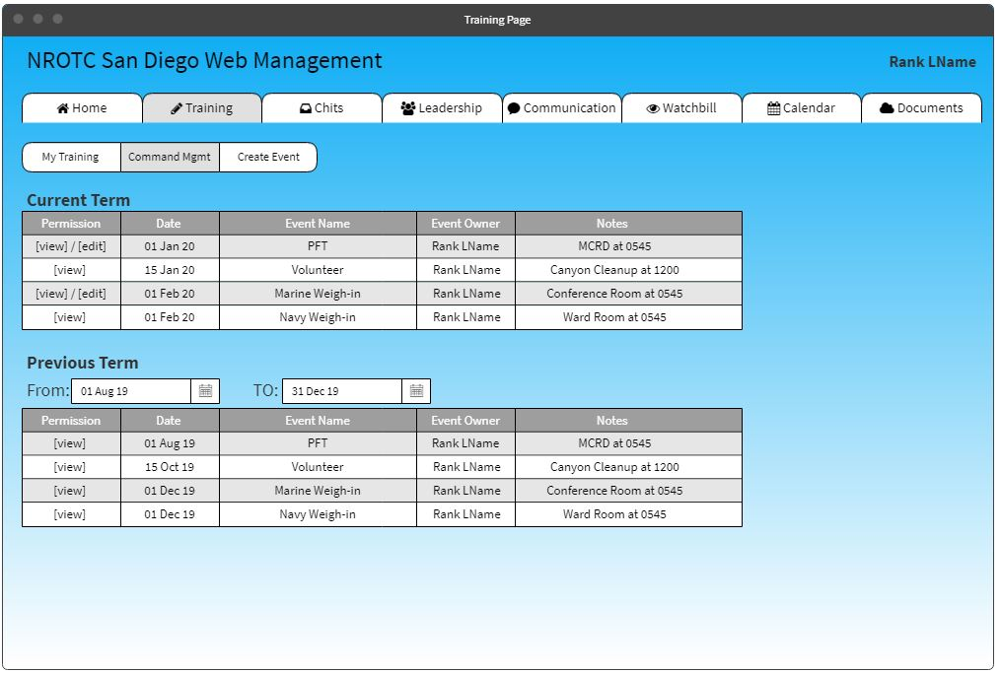 Training Page
NROTC San Diego Web Management
Rank LName
Home Training Chits Leadership Communication Watchbill Calendar Documents
My Training Command Mgmt Create Event
Current Term
Permission Date Event Name Event Owner Notes
[view] / [edit] 01 Jan 20 PFT Rank LName MCRD at 0545
[view] 15 Jan 20 Volunteer Rank LName Canyon Cleanup at 1200
[view] / [edit] 01 Feb 20 Marine Weigh-in Rank LName Conference Room at 0545
[view] 01 Feb 20 Navy Weigh-in Rank LName Ward Room at 0545
Previous Term
From: 01 Aug 19 TO: 31 Dec 19
Permission Date Event Name Event Owner Notes
[view] 01 Aug 19 PFT Rank LName MCRD at 0545
[view] 15 Oct 19 Volunteer Rank LName Canyon Cleanup at 1200
[view] 01 Dec 19 Marine Weigh-in Rank LName Conference Room at 0545
[view] 01 Dec 19 Navy Weigh-in Rank LName Ward Room at 0545